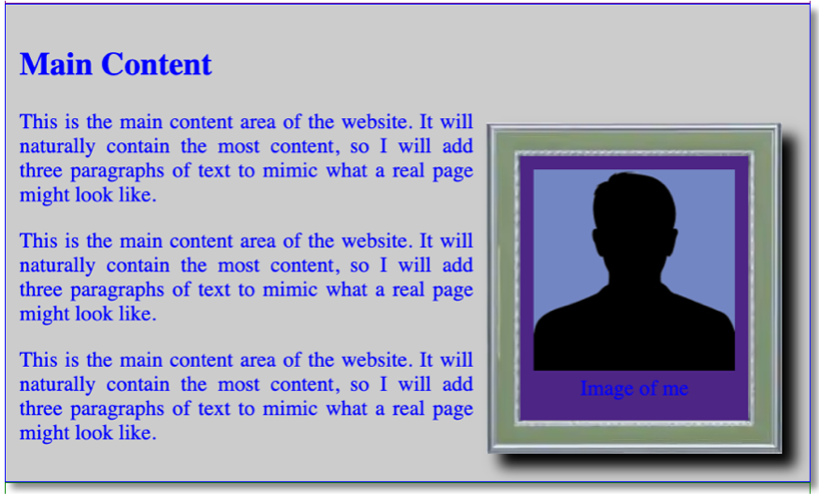 Main Content
This is the main content area of the website. It will
naturally contain the most content, so I will add
three paragraphs of text to mimic what a real page
might look like.
This is the main content area of the website. It will
naturally contain the most content, so I will add
three paragraphs of text to mimic what a real page
might look like.
This is the main content area of the website. It will
naturally contain the most content, so I will add
three paragraphs of text to mimic what a real page
might look like.
Image of me